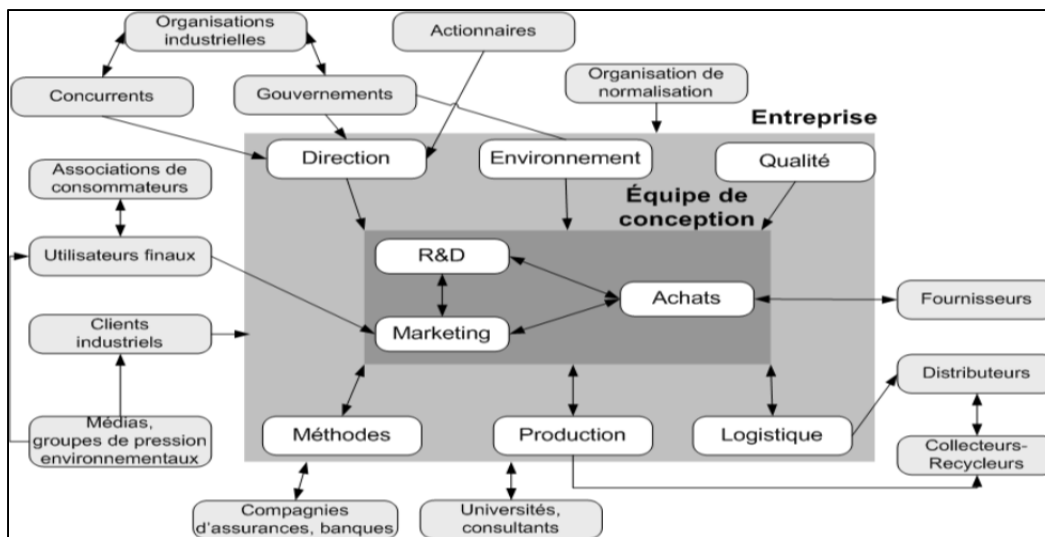 Organisations
industrielles
Actionnaires
Organisation de
normalisation
Concurrents
Gouvernements
Entreprise
Direction
Environnement
Qualité
Associations de
consommateurs
Équipe de
conception
Utilisateurs finaux
R&D
Achats
Fournisseurs
Clients
industriels
Marketing
Distributeurs
Médias,
groupes de pression
environnementaux
Méthodes
Production
Logistique
Collecteurs-
Recycleurs
Compagnies
d'assurances, banques
Universités,
consultants